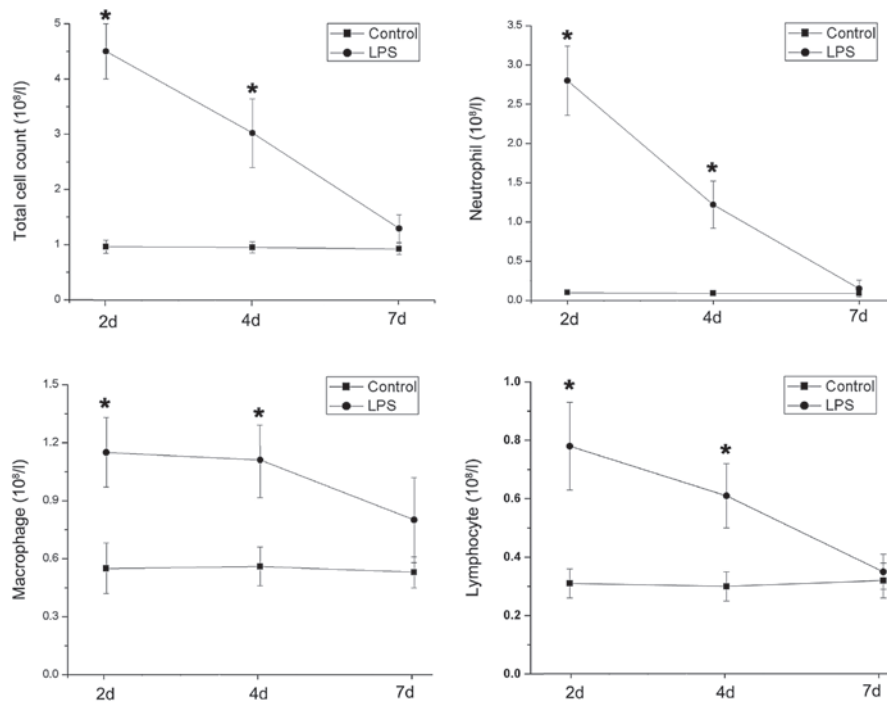 Total cell count (10⁸/l)
5
4
3
2
1
0
*
*
Control
LPS
2d
4d
7d
Neutrophil (10⁸/l)
3.5
3.0
2.5
2.0
1.5
1.0
0.5
0.0
*
*
Control
LPS
2d
4d
7d
Macrophage (10⁸/l)
1.5
1.2
0.9
0.6
0.3
0.0
*
*
Control
LPS
2d
4d
7d
Lymphocyte (10⁸/l)
1.0
0.8
0.6
0.4
0.2
0.0
*
*
Control
LPS
2d
4d
7d